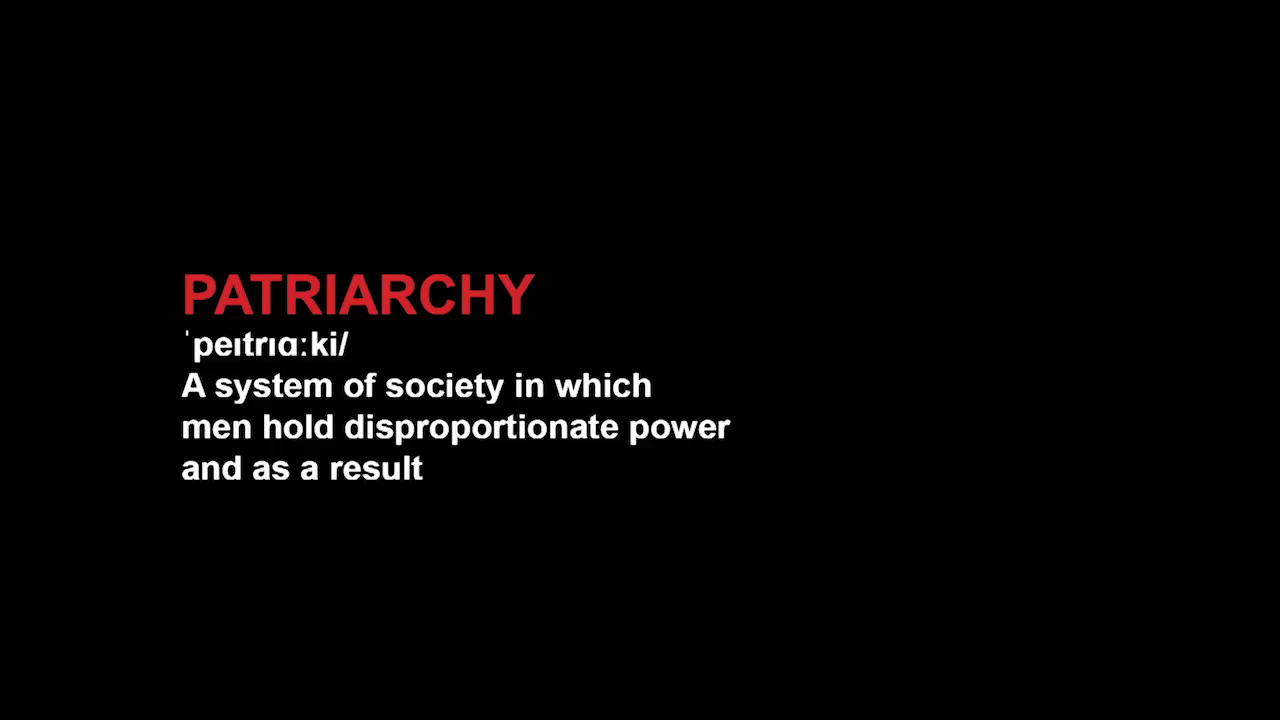 PATRIARCHY
ˈpeɪtrɪɑːki/
A system of society in which
men hold disproportionate power
and as a result